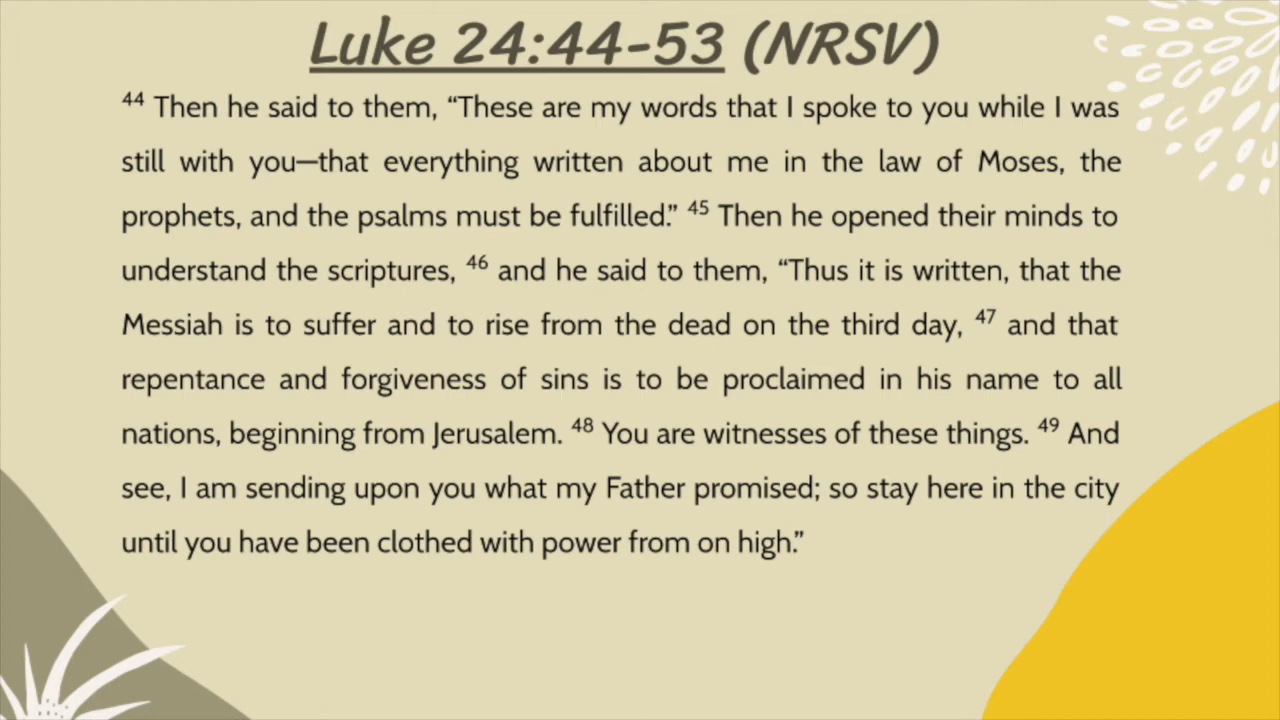 Luke 24:44-53 (NRSV)
44 Then he said to them, “These are my words that I spoke to you while I was
still with you—that everything written about me in the law of Moses, the
prophets, and the psalms must be fulfilled.” 45 Then he opened their minds to
understand the scriptures, 46 and he said to them, “Thus it is written, that the
Messiah is to suffer and to rise from the dead on the third day, 47 and that
repentance and forgiveness of sins is to be proclaimed in his name to all
nations, beginning from Jerusalem. 48 You are witnesses of these things. 49 And
see, I am sending upon you what my Father promised; so stay here in the city
until you have been clothed with power from on high.”